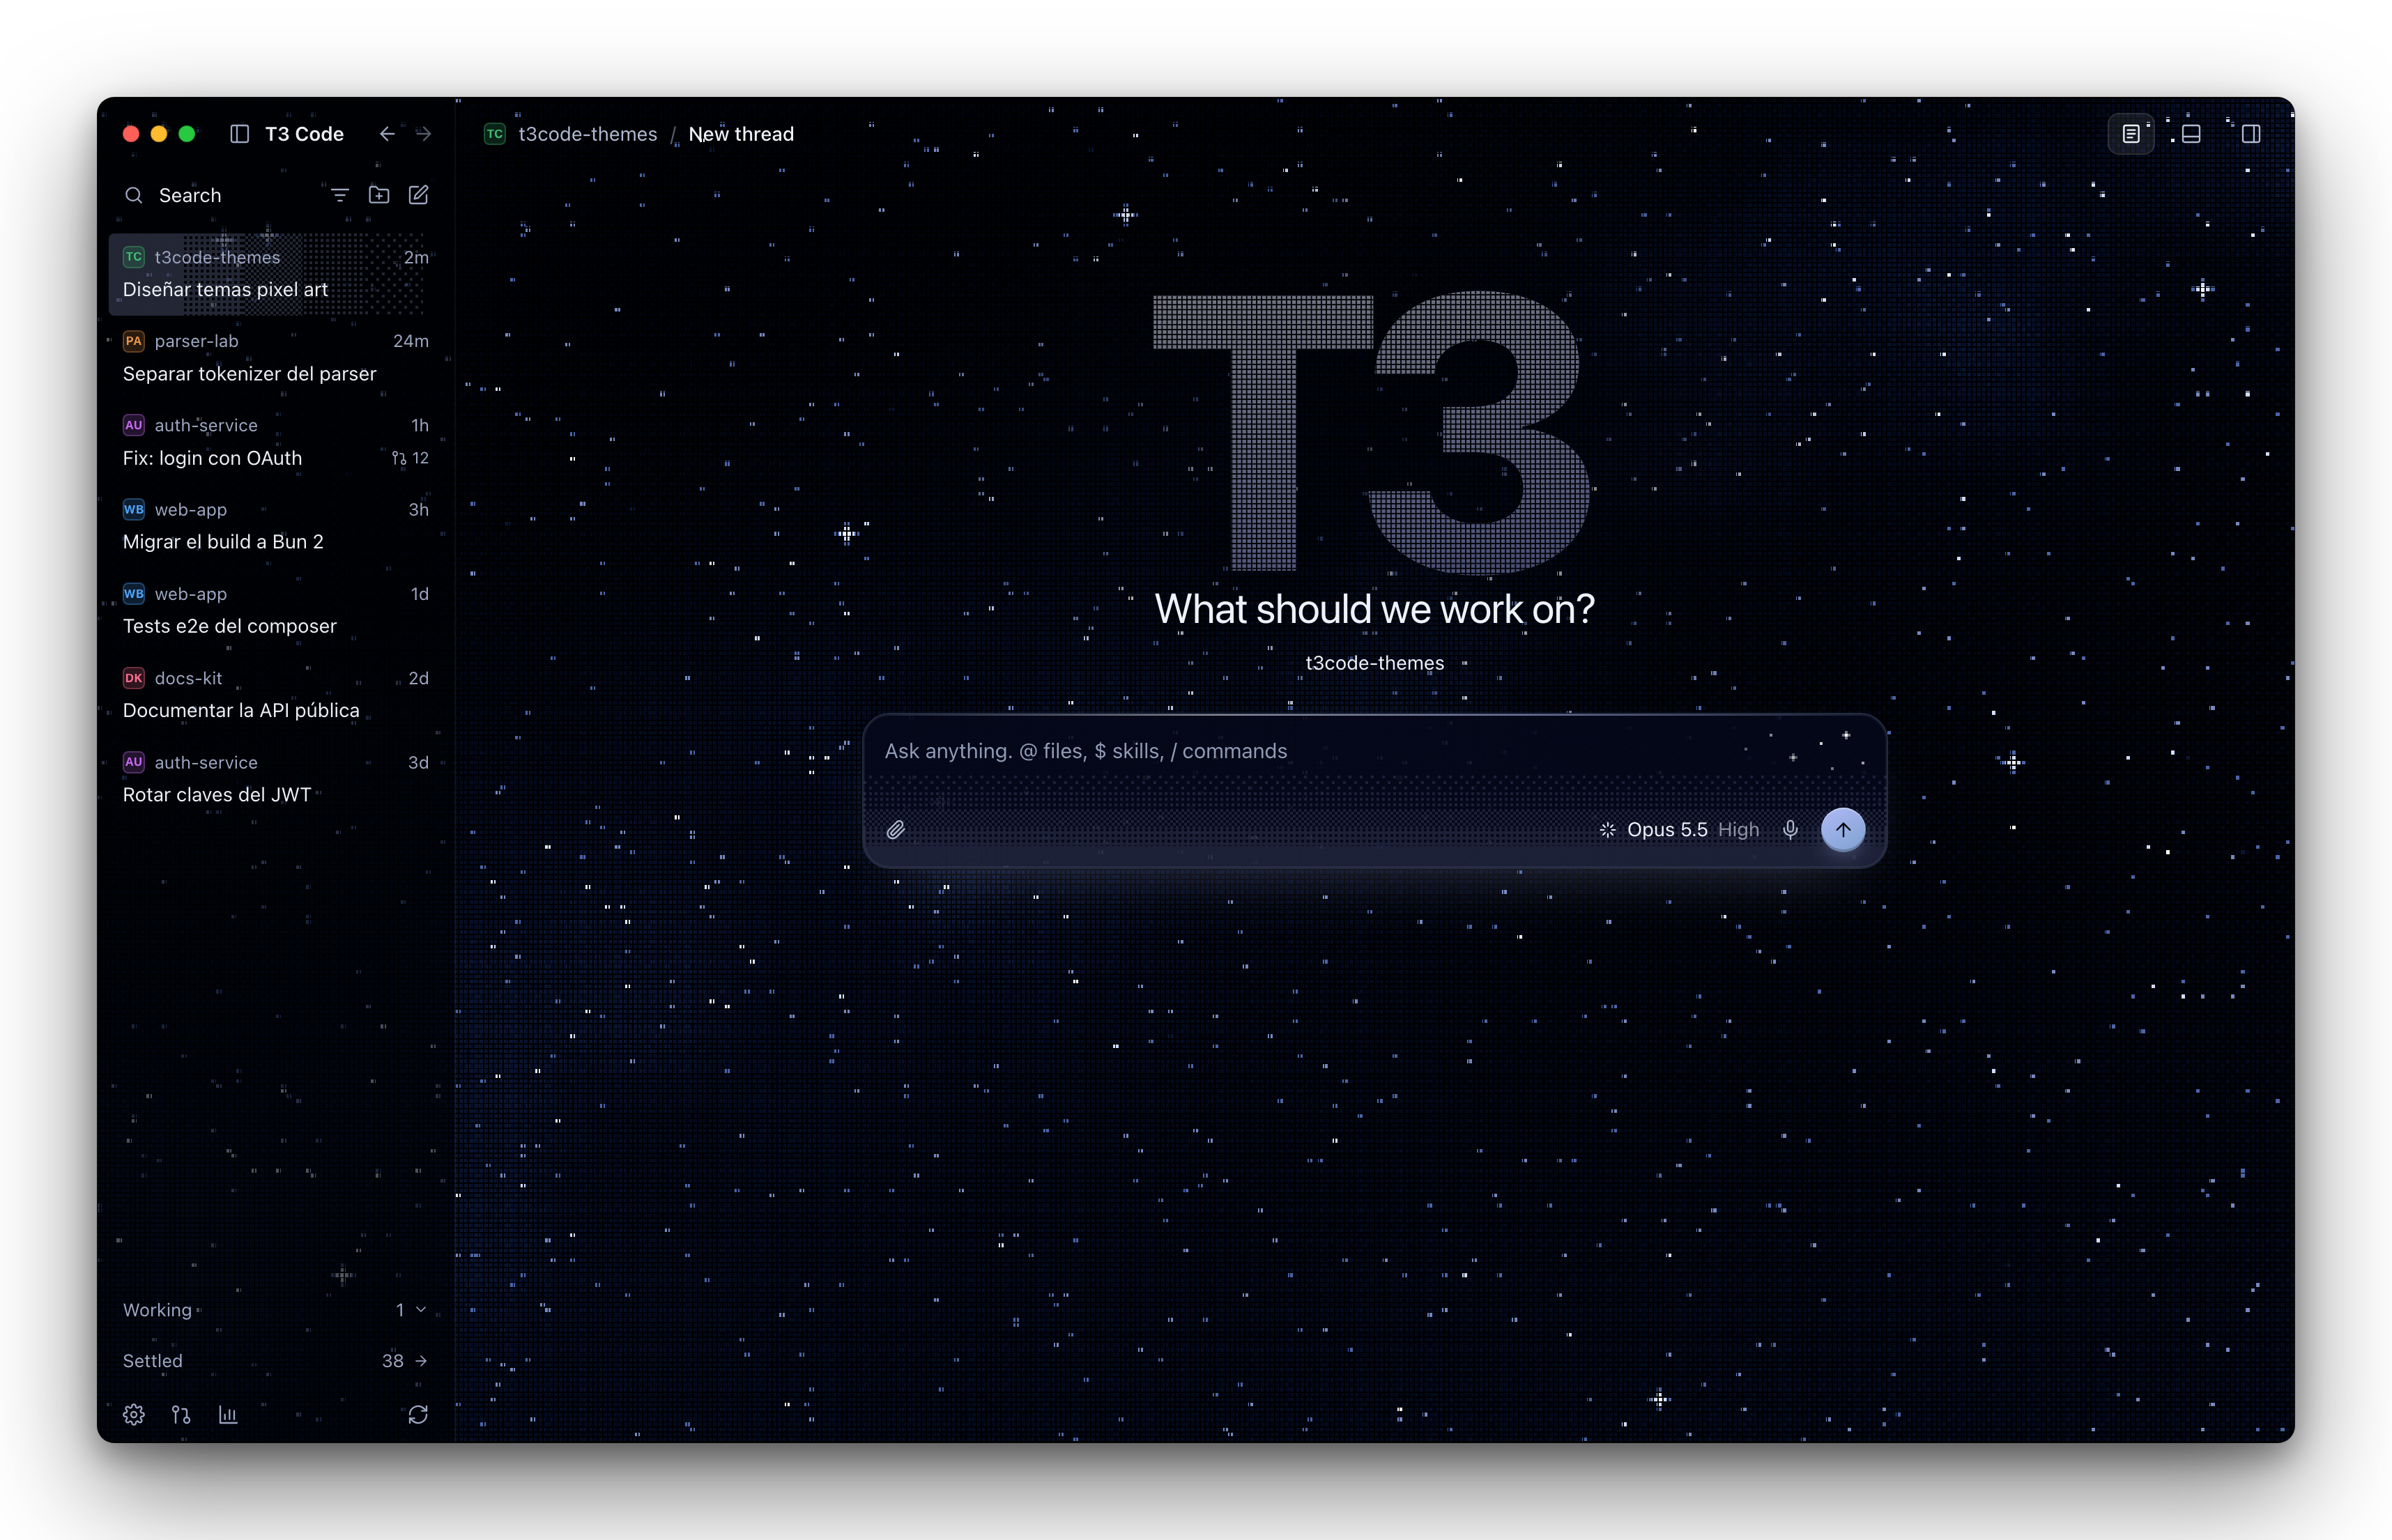 T3 Code
Search
TC t3code-themes 2m
Diseñar temas pixel art
PA parser-lab 24m
Separar tokenizer del parser
AU auth-service 1h
Fix: login con OAuth 12
WB web-app 3h
Migrar el build a Bun 2
WB web-app 1d
Tests e2e del composer
DK docs-kit 2d
Documentar la API pública
AU auth-service 3d
Rotar claves del JWT
Working 1
Settled 38
TC t3code-themes / New thread
T3
What should we work on?
t3code-themes
Ask anything. @ files, $ skills, / commands
Opus 5.5 High